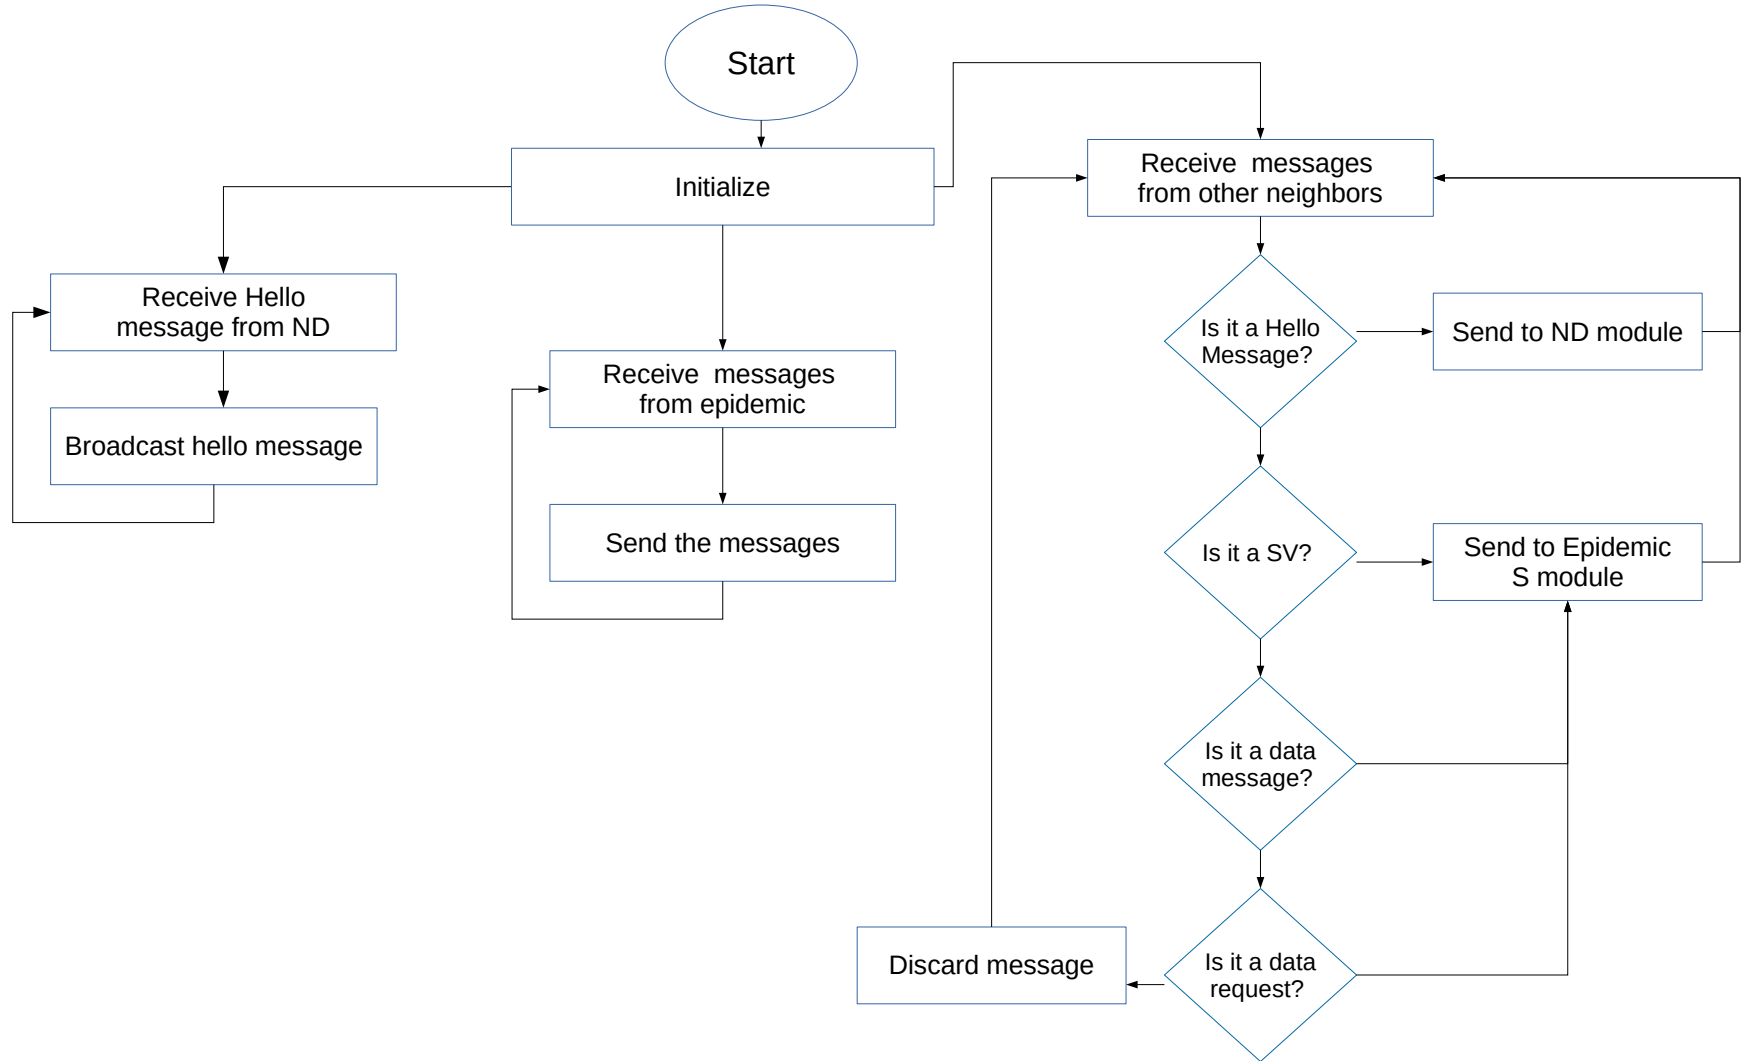 Start
Initialize
Receive Hello
message from ND
Broadcast hello message
Receive  messages
from epidemic
Send the messages
Receive  messages
from other neighbors
Is it a Hello
Message?
Send to ND module
Is it a SV?
Send to Epidemic
S module
Is it a data
message?
Is it a data
request?
Discard message